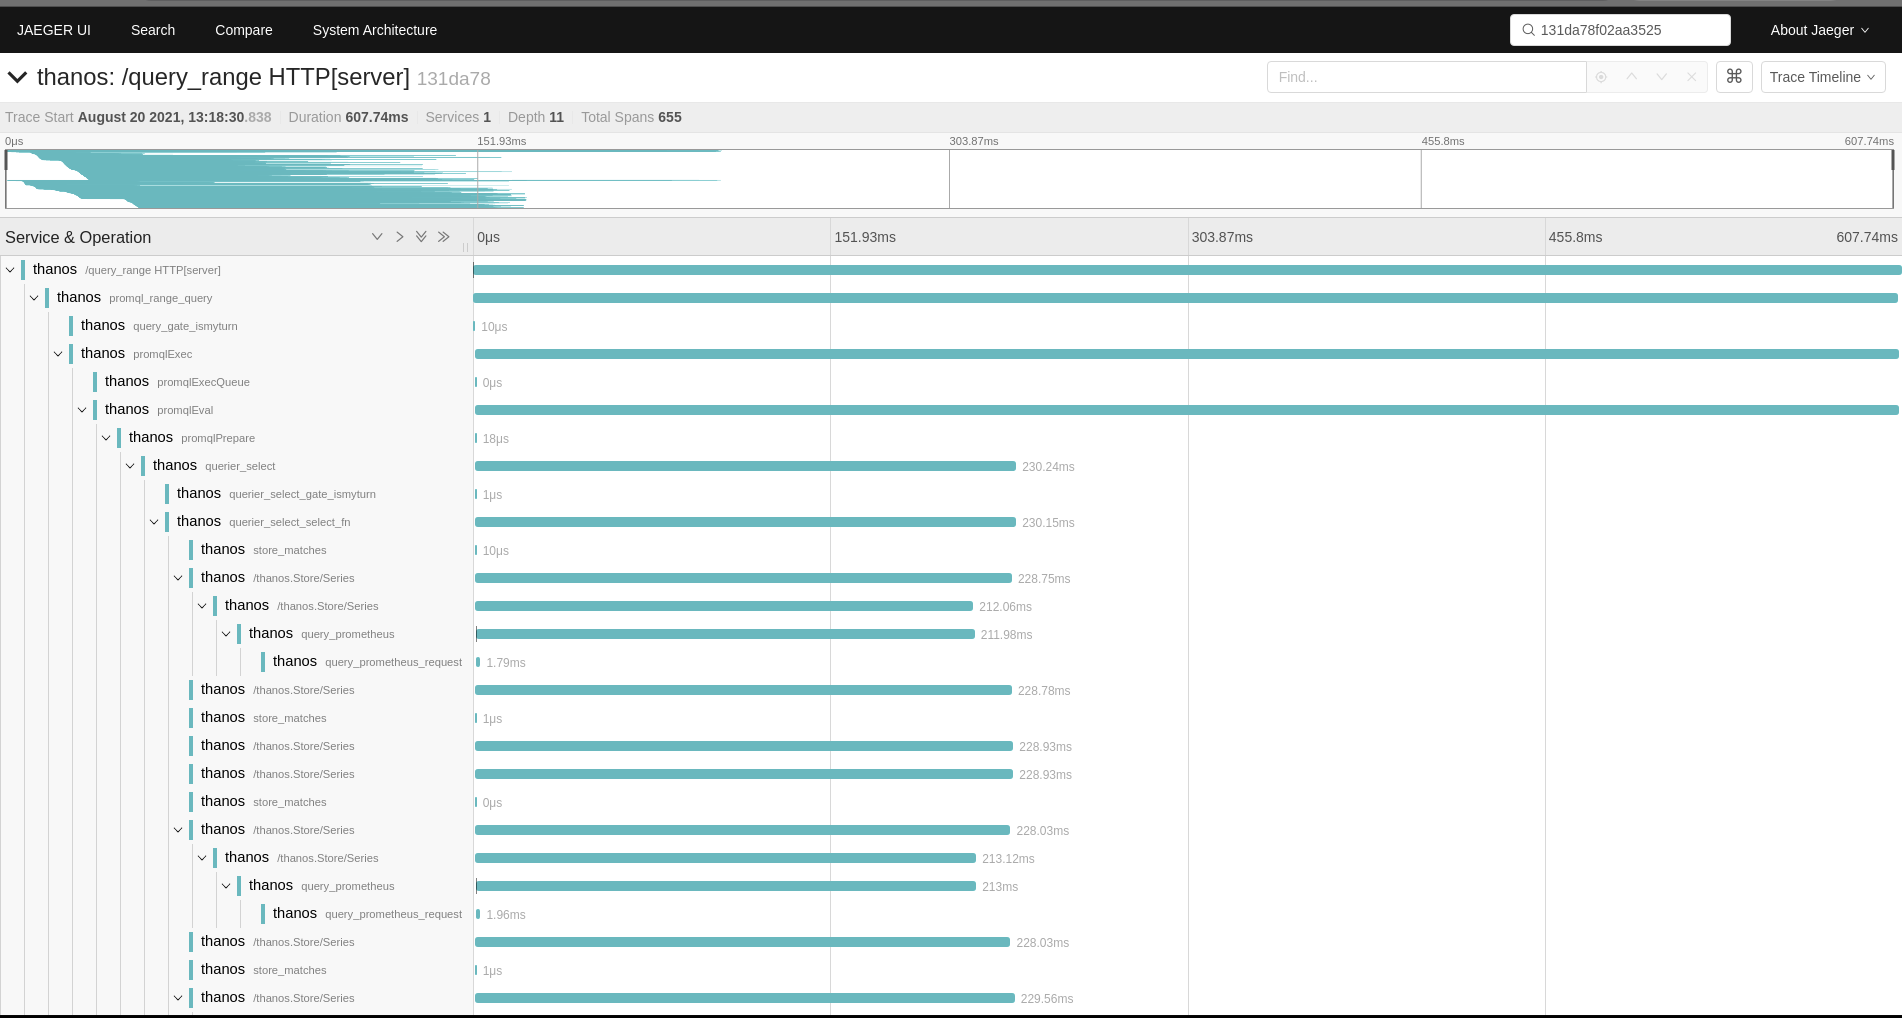 JAEGER UI Search Compare System Architecture 131da78f02aa3525 About Jaeger
thanos: /query_range HTTP[server] 131da78 Find... ⌘ Trace Timeline
Trace Start August 20 2021, 13:18:30.838 Duration 607.74ms Services 1 Depth 11 Total Spans 655
0μs 151.93ms 303.87ms 455.8ms 607.74ms
Service & Operation 0μs 151.93ms 303.87ms 455.8ms 607.74ms
thanos /query_range HTTP[server]
thanos promql_range_query
thanos query_gate_ismyturn 10μs
thanos promqlExec
thanos promqlExecQueue 0μs
thanos promqlEval
thanos promqlPrepare 18μs
thanos querier_select 230.24ms
thanos querier_select_gate_ismyturn 1μs
thanos querier_select_select_fn 230.15ms
thanos store_matches 10μs
thanos /thanos.Store/Series 228.75ms
thanos /thanos.Store/Series 212.06ms
thanos query_prometheus 211.98ms
thanos query_prometheus_request 1.79ms
thanos /thanos.Store/Series 228.78ms
thanos store_matches 1μs
thanos /thanos.Store/Series 228.93ms
thanos /thanos.Store/Series 228.93ms
thanos store_matches 0μs
thanos /thanos.Store/Series 228.03ms
thanos /thanos.Store/Series 213.12ms
thanos query_prometheus 213ms
thanos query_prometheus_request 1.96ms
thanos /thanos.Store/Series 228.03ms
thanos store_matches 1μs
thanos /thanos.Store/Series 229.56ms